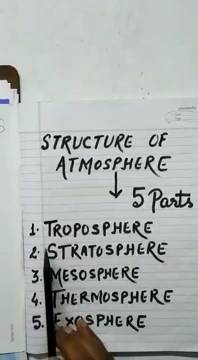 STRUCTURE OF
ATMOSPHERE
5 Parts
1. TROPOSPHERE
2. STRATOSPHERE
3. MESOSPHERE
4. THERMOSPHERE
5. EXOSPHERE